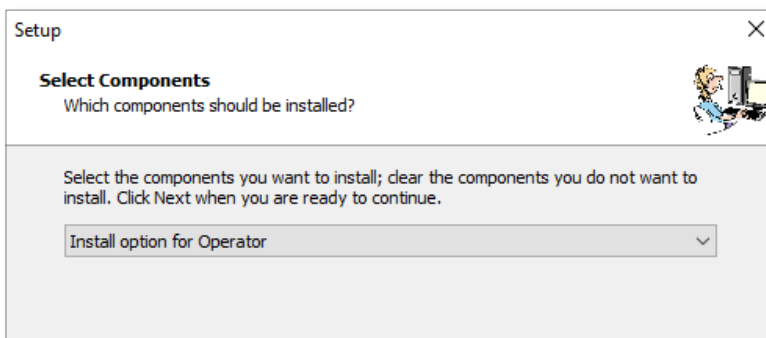 Setup
Select Components
Which components should be installed?
Select the components you want to install; clear the components you do not want to
install. Click Next when you are ready to continue.
Install option for Operator